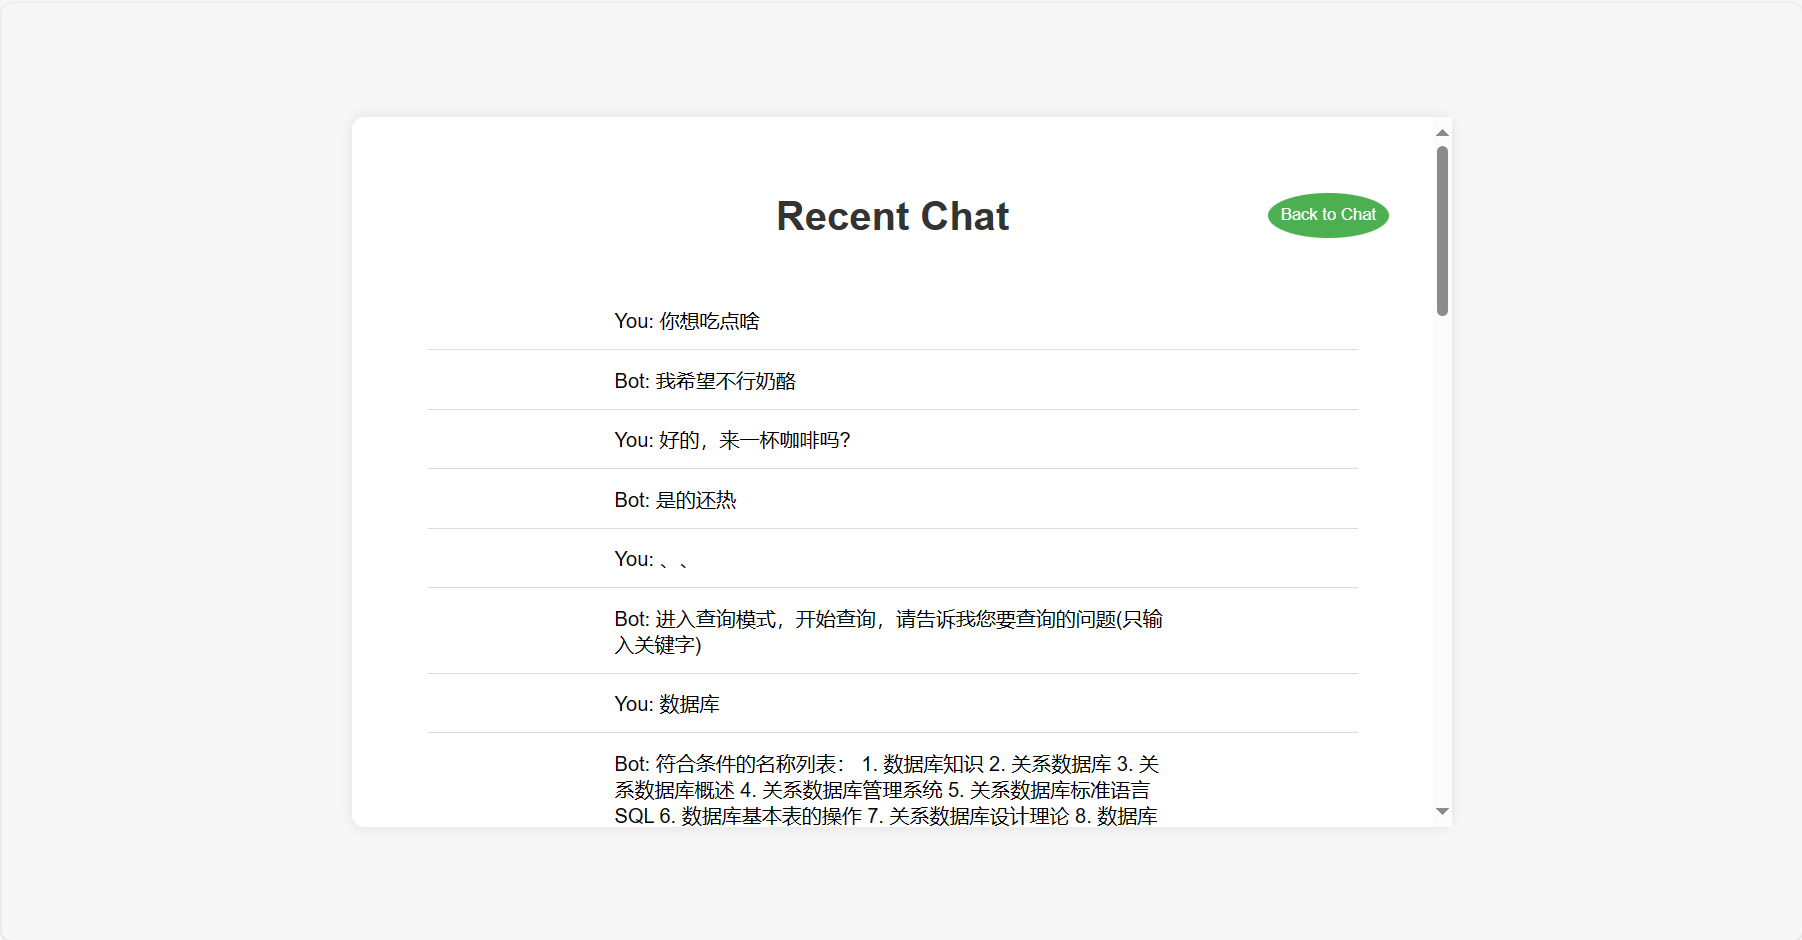 Recent Chat
Back to Chat
You: 你想吃点啥
Bot: 我希望不行奶酪
You: 好的，来一杯咖啡吗?
Bot: 是的还热
You: 、、
Bot: 进入查询模式，开始查询，请告诉我您要查询的问题(只输
入关键字)
You: 数据库
Bot: 符合条件的名称列表： 1. 数据库知识 2. 关系数据库 3. 关
系数据库概述 4. 关系数据库管理系统 5. 关系数据库标准语言
SQL 6. 数据库基本表的操作 7. 关系数据库设计理论 8. 数据库